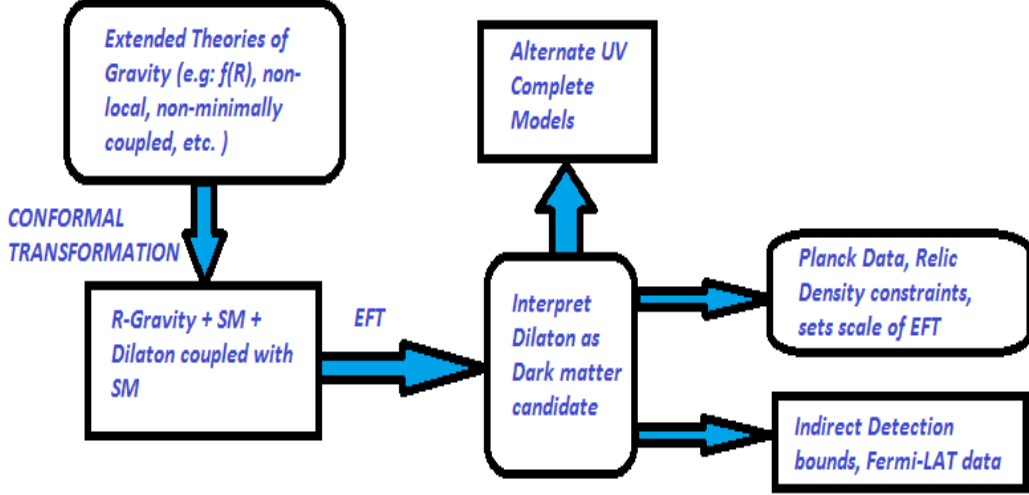 Extended Theories of
Gravity (e.g: f(R), non-
local, non-minimally
coupled, etc. )
CONFORMAL
TRANSFORMATION
R-Gravity + SM +
Dilaton coupled with
SM
EFT
Alternate UV
Complete
Models
Interpret
Dilaton as
Dark matter
candidate
Planck Data, Relic
Density constraints,
sets scale of EFT
Indirect Detection
bounds, Fermi-LAT data